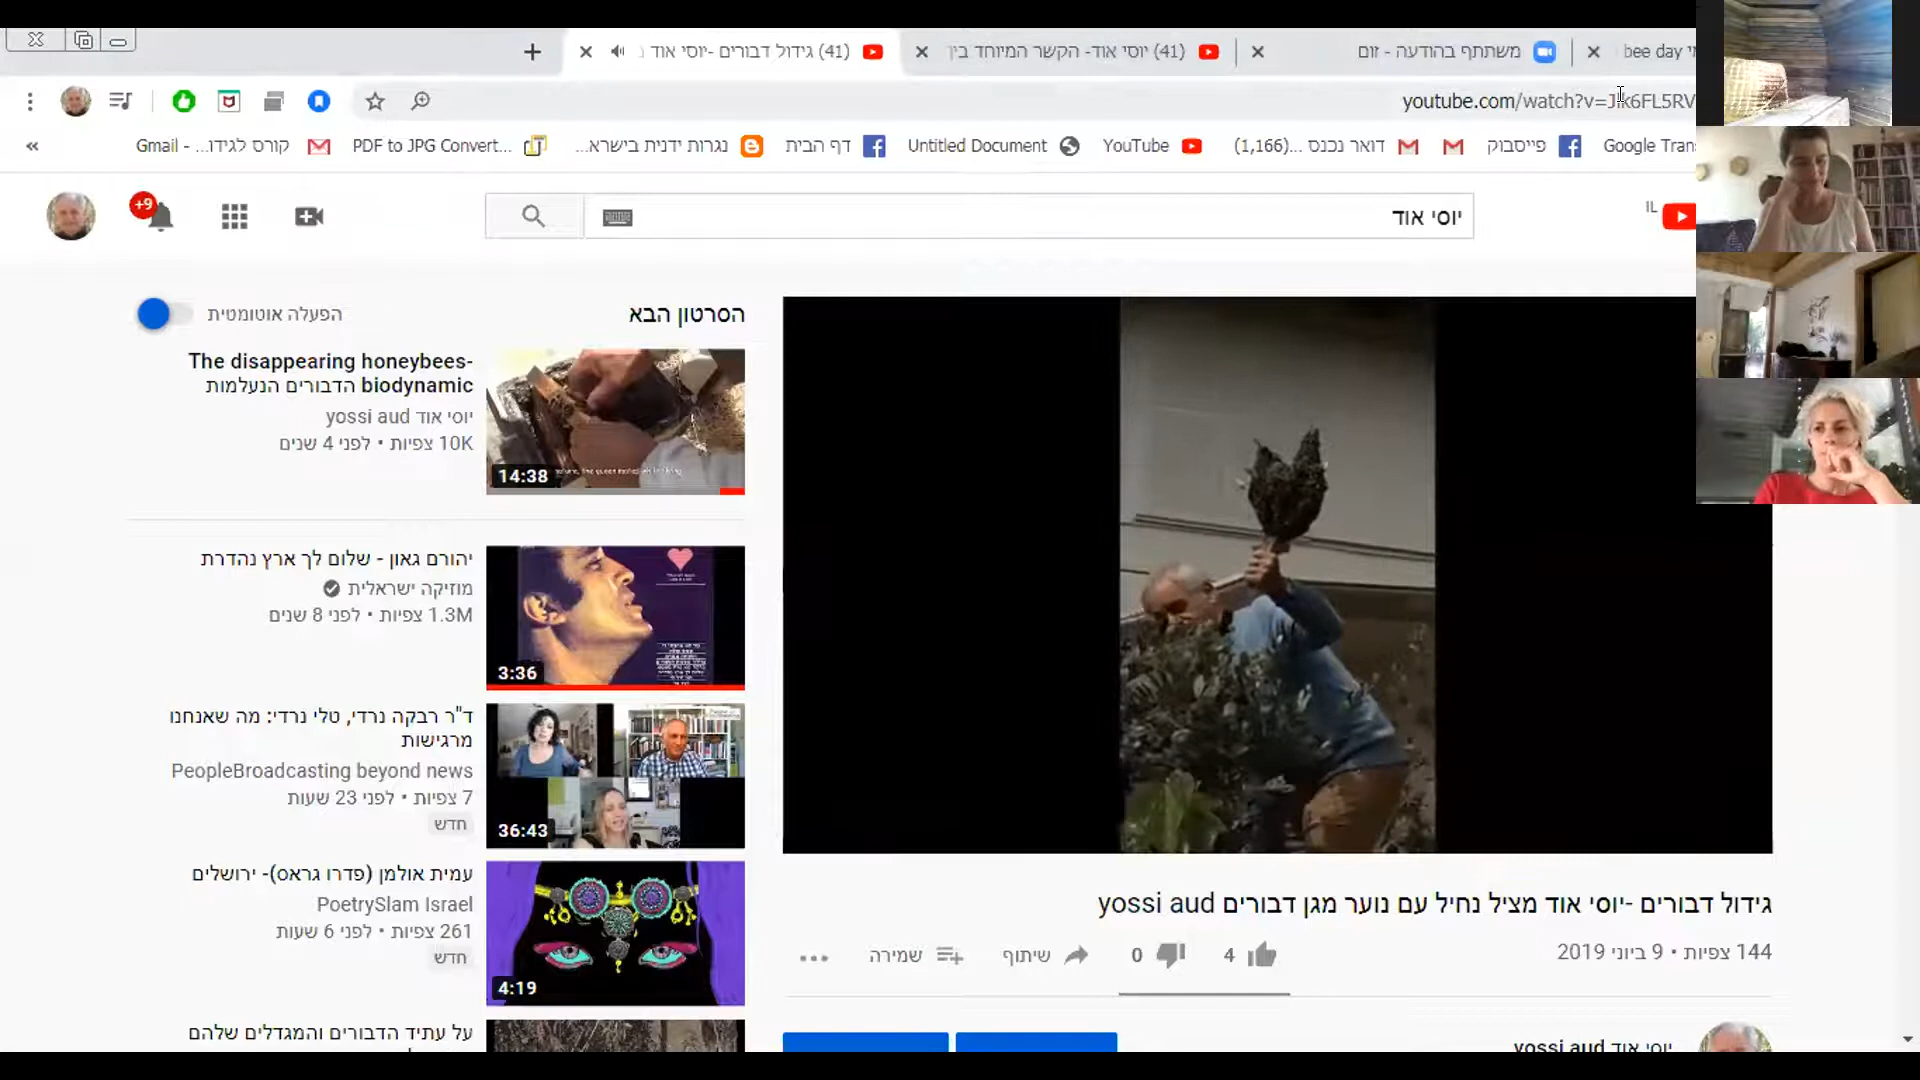 (41) גידול דבורים -יוסי אוד
(41) יוסי אוד- הקשר המיוחד בין
משתתף בהודעה - זום
bee day
youtube.com/watch?v=JIk6FL5RV
Google Tran
פייסבוק
דואר נכנס ...(1,166)
YouTube
Untitled Document
דף הבית
נגרות ידנית בישרא...
PDF to JPG Convert...
קורס לגידו... - Gmail
IL
יוסי אוד
+9
הסרטון הבא
הפעלה אוטומטית
The disappearing honeybees-
biodynamic הדבורים הנעלמות
יוסי אוד yossi aud
10K צפיות • לפני 4 שנים
14:38
יהורם גאון - שלום לך ארץ נהדרת
מוזיקה ישראלית
1.3M צפיות • לפני 8 שנים
3:36
ד"ר רבקה נרדי, טלי נרדי: מה שאנחנו
מרגישות
PeopleBroadcasting beyond news
7 צפיות • לפני 23 שעות
חדש
36:43
עמית אולמן (פדרו גראס)- ירושלים
PoetrySlam Israel
261 צפיות • לפני 6 שעות
חדש
4:19
על עתיד הדבורים והמגדלים שלהם
גידול דבורים -יוסי אוד מציל נחיל עם נוער מגן דבורים yossi aud
144 צפיות • 9 ביוני 2019
4
0
שיתוף
שמירה
יוסי אוד yossi aud